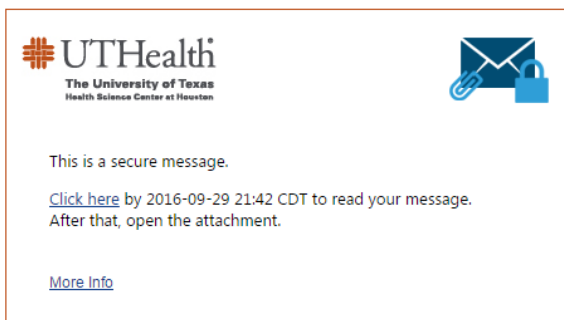 UTHealth
The University of Texas
Health Science Center at Houston
This is a secure message.
Click here by 2016-09-29 21:42 CDT to read your message.
After that, open the attachment.
More Info